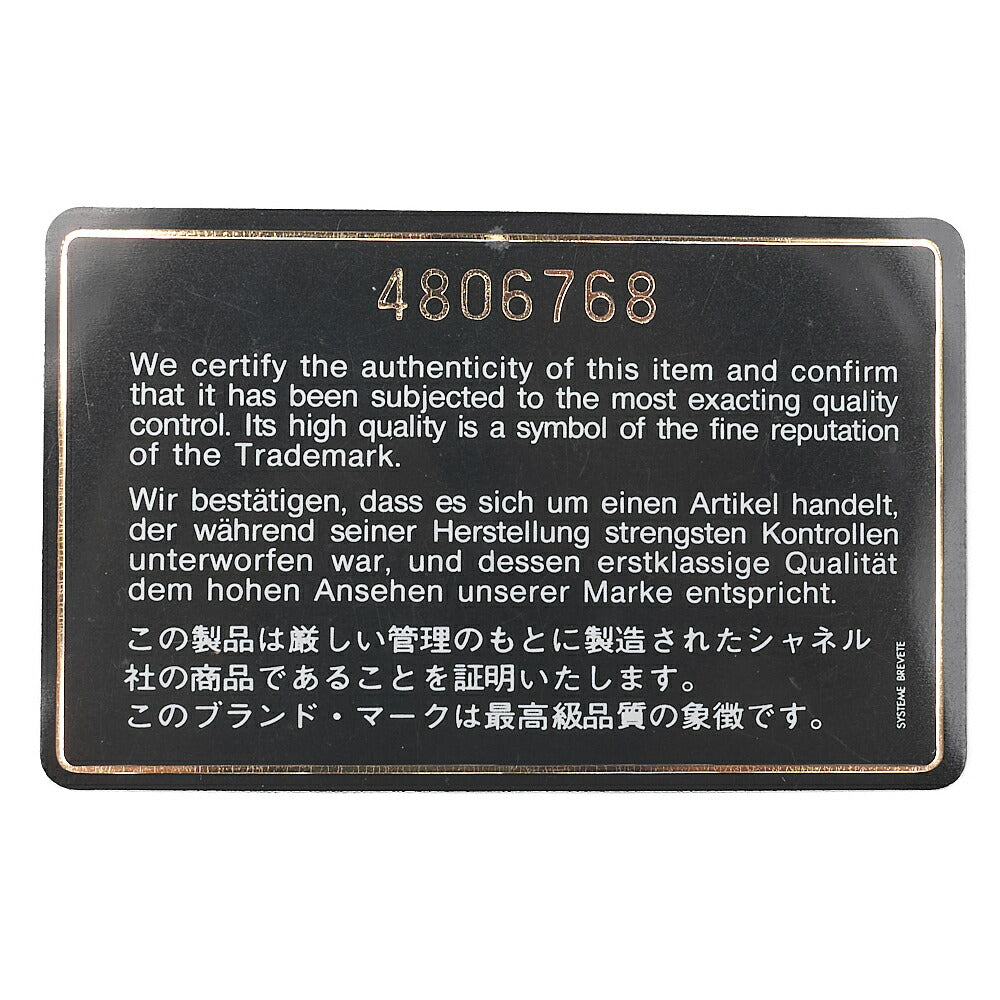 4806768
We certify the authenticity of this item and confirm
that it has been subjected to the most exacting quality
control. Its high quality is a symbol of the fine reputation
of the Trademark.
Wir bestätigen, dass es sich um einen Artikel handelt,
der während seiner Herstellung strengsten Kontrollen
unterworfen war, und dessen erstklassige Qualität
dem hohen Ansehen unserer Marke entspricht.
この製品は厳しい管理のもとに製造されたシャネル
社の商品であることを証明いたします。
このブランド・マークは最高級品質の象徴です。
SYSTEME BREVETE